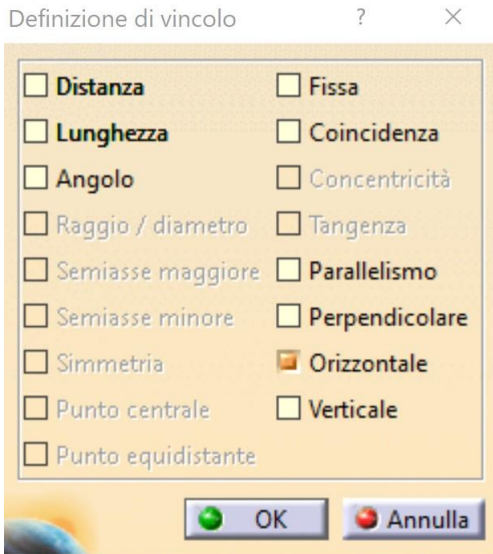 Definizione di vincolo ? ×
Distanza
Lunghezza
Angolo
Raggio / diametro
Semiasse maggiore
Semiasse minore
Simmetria
Punto centrale
Punto equidistante
Fissa
Coincidenza
Concentricità
Tangenza
Parallelismo
Perpendicolare
Orizzontale
Verticale
OK
Annulla